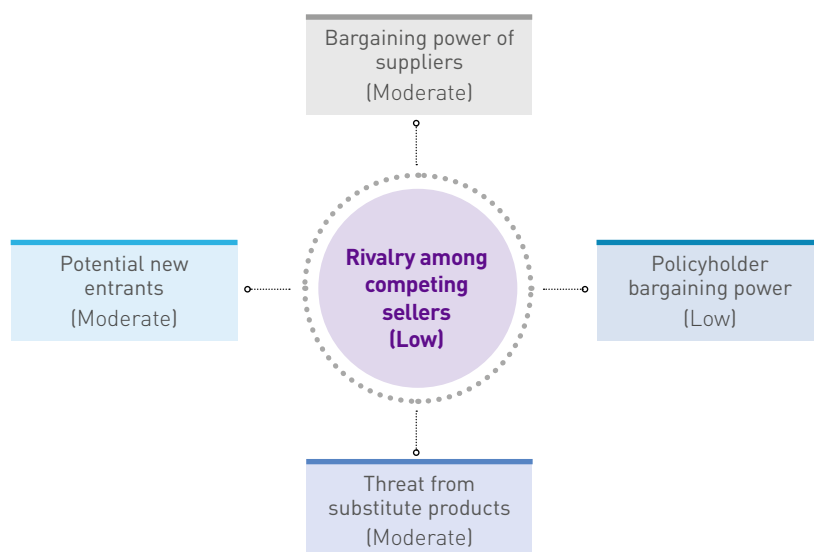 Bargaining power of
suppliers
(Moderate)
Potential new
entrants
(Moderate)
Rivalry among
competing
sellers
(Low)
Policyholder
bargaining power
(Low)
Threat from
substitute products
(Moderate)